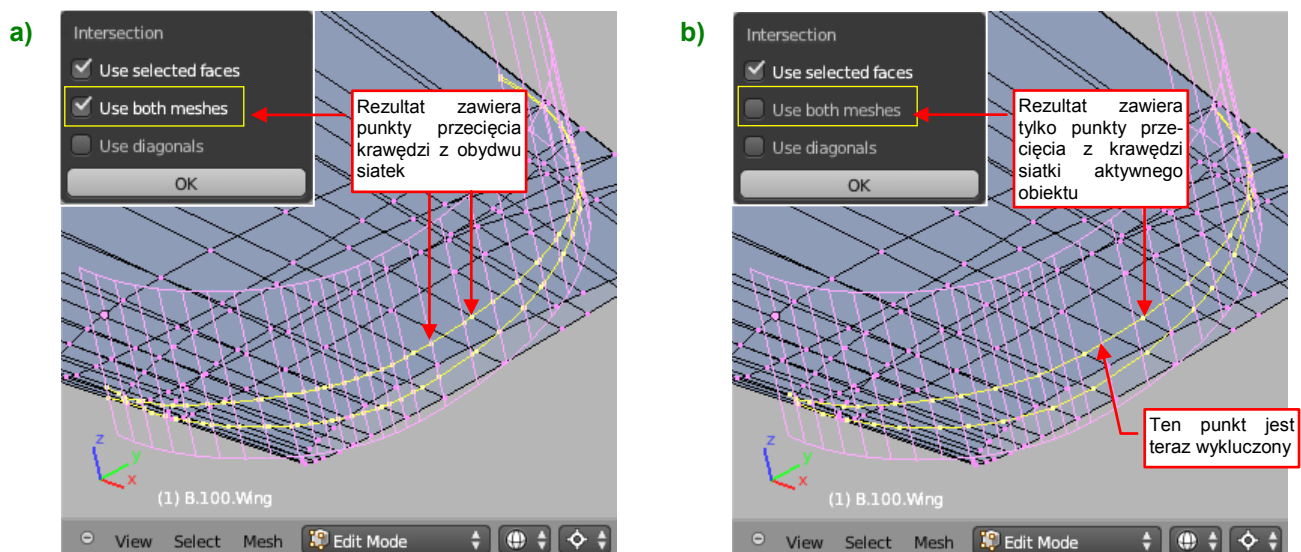 a)
Intersection
Use selected faces
Use both meshes
Use diagonals
OK
Rezultat zawiera
punkty przecięcia
krawędzi z obydwu
siatek
z
y
x
(1) B.100.Wing
View Select Mesh Edit Mode
b)
Intersection
Use selected faces
Use both meshes
Use diagonals
OK
Rezultat zawiera
tylko punkty prze-
cięcia z krawędzi
siatki aktywnego
obiektu
Ten punkt jest
teraz wykluczony
z
y
x
(1) B.100.Wing
View Select Mesh Edit Mode